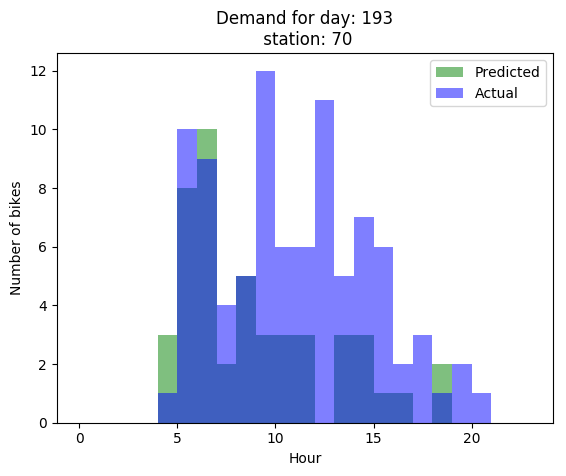 Demand for day: 193
station: 70
Predicted
Actual
12
10
8
6
4
2
0
Number of bikes
0 5 10 15 20
Hour